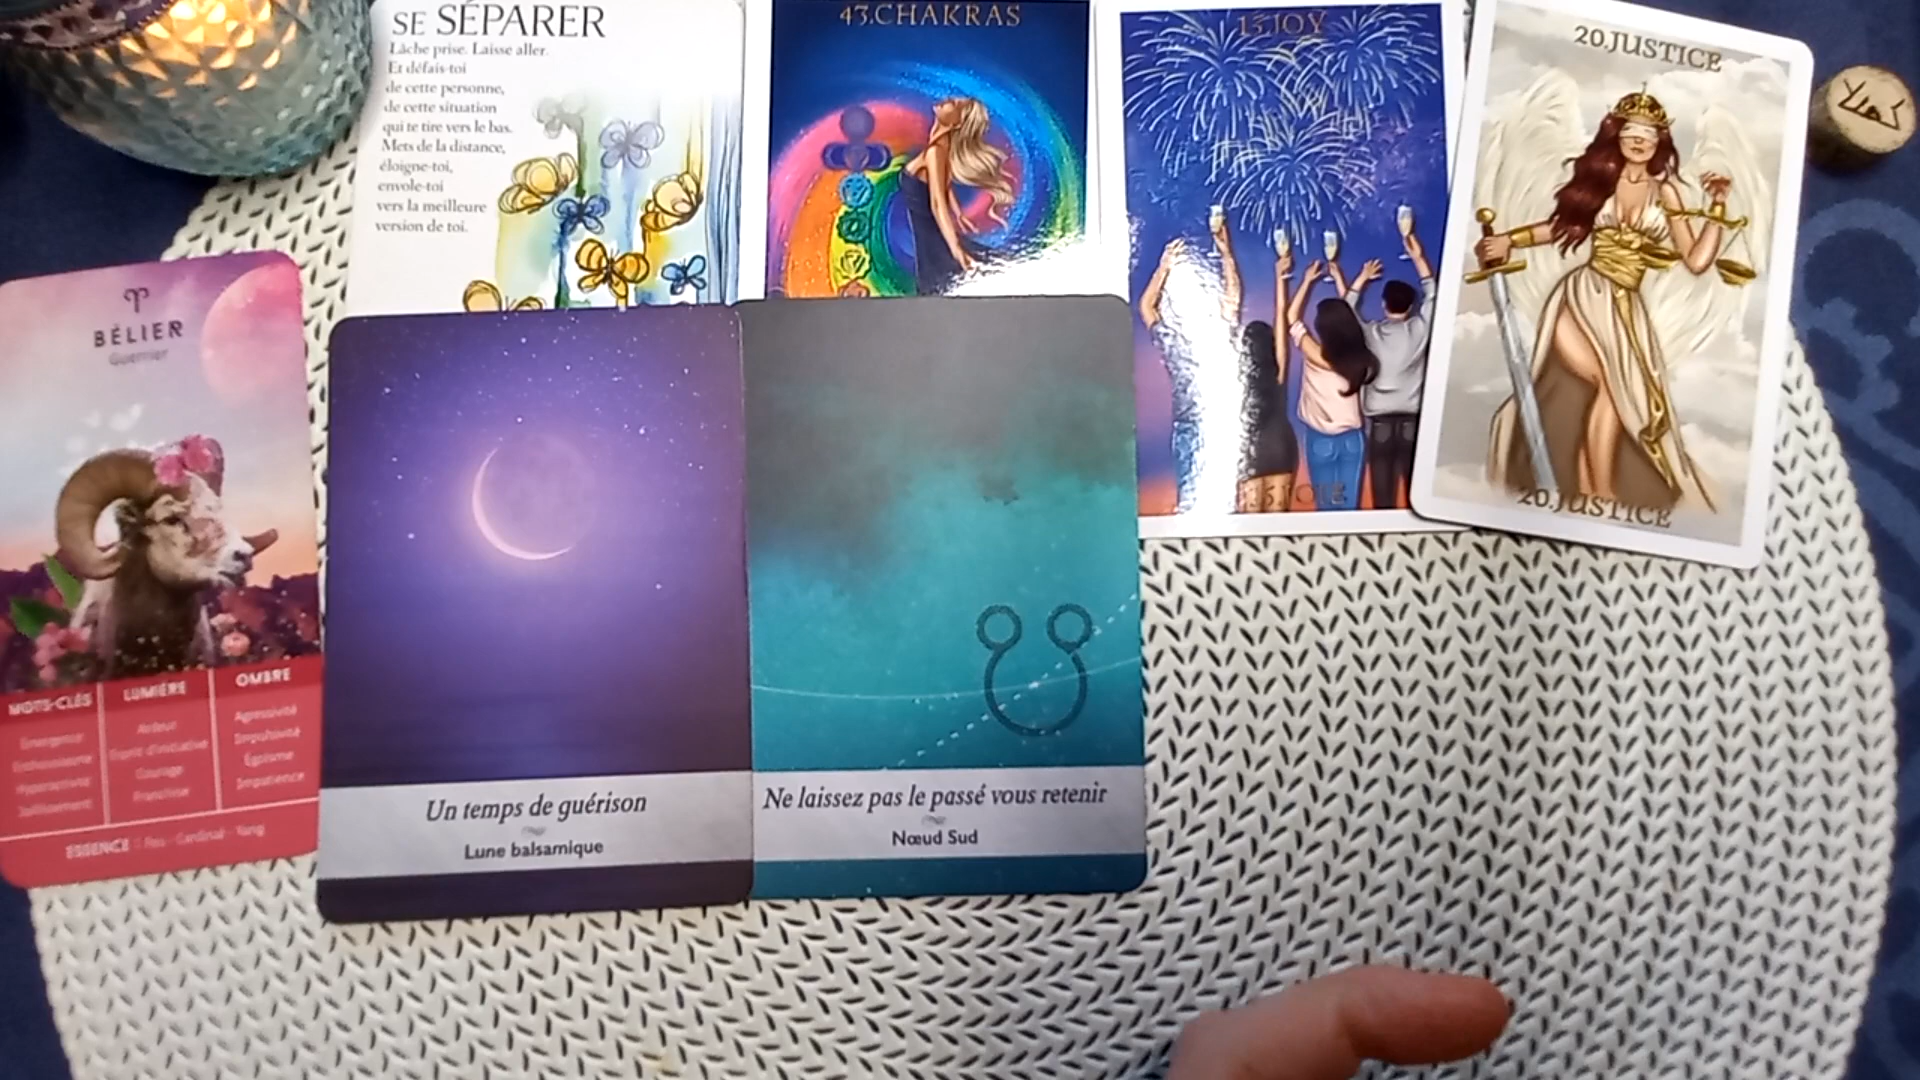 SE SÉPARER
Lâche prise. Laisse aller.
Et défais-toi
de cette personne,
de cette situation
qui te tire vers le bas.
Mets de la distance,
éloigne-toi,
envole-toi
vers la meilleure
version de toi.
43.CHAKRAS
15.JOY
15.JOIE
20.JUSTICE
20.JUSTICE
BÉLIER
Guerrier
MOTS-CLÉS
Émergence
Enthousiasme
Hyperactivité
Jaillissement
LUMIÈRE
Ardeur
Esprit d'initiative
Courage
Franchise
OMBRE
Agressivité
Impulsivité
Égoïsme
Impatience
ESSENCE : Feu - Cardinal - Yang
Un temps de guérison
Lune balsamique
Ne laissez pas le passé vous retenir
Nœud Sud